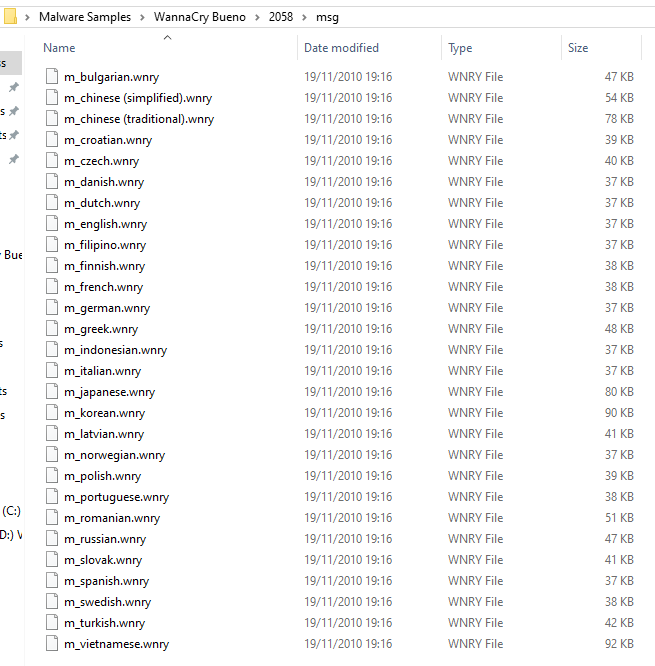 Malware Samples > WannaCry Bueno > 2058 > msg
Name Date modified Type Size
ss
m_bulgarian.wnry 19/11/2010 19:16 WNRY File 47 KB
m_chinese (simplified).wnry 19/11/2010 19:16 WNRY File 54 KB
s m_chinese (traditional).wnry 19/11/2010 19:16 WNRY File 78 KB
ts m_croatian.wnry 19/11/2010 19:16 WNRY File 39 KB
m_czech.wnry 19/11/2010 19:16 WNRY File 40 KB
m_danish.wnry 19/11/2010 19:16 WNRY File 37 KB
m_dutch.wnry 19/11/2010 19:16 WNRY File 37 KB
m_english.wnry 19/11/2010 19:16 WNRY File 37 KB
m_filipino.wnry 19/11/2010 19:16 WNRY File 37 KB
Bue m_finnish.wnry 19/11/2010 19:16 WNRY File 38 KB
m_french.wnry 19/11/2010 19:16 WNRY File 38 KB
m_german.wnry 19/11/2010 19:16 WNRY File 37 KB
m_greek.wnry 19/11/2010 19:16 WNRY File 48 KB
s m_indonesian.wnry 19/11/2010 19:16 WNRY File 37 KB
m_italian.wnry 19/11/2010 19:16 WNRY File 37 KB
ts m_japanese.wnry 19/11/2010 19:16 WNRY File 80 KB
s m_korean.wnry 19/11/2010 19:16 WNRY File 90 KB
m_latvian.wnry 19/11/2010 19:16 WNRY File 41 KB
m_norwegian.wnry 19/11/2010 19:16 WNRY File 37 KB
m_polish.wnry 19/11/2010 19:16 WNRY File 39 KB
m_portuguese.wnry 19/11/2010 19:16 WNRY File 38 KB
(C:) m_romanian.wnry 19/11/2010 19:16 WNRY File 51 KB
D:) V m_russian.wnry 19/11/2010 19:16 WNRY File 47 KB
m_slovak.wnry 19/11/2010 19:16 WNRY File 41 KB
m_spanish.wnry 19/11/2010 19:16 WNRY File 37 KB
m_swedish.wnry 19/11/2010 19:16 WNRY File 38 KB
m_turkish.wnry 19/11/2010 19:16 WNRY File 42 KB
m_vietnamese.wnry 19/11/2010 19:16 WNRY File 92 KB